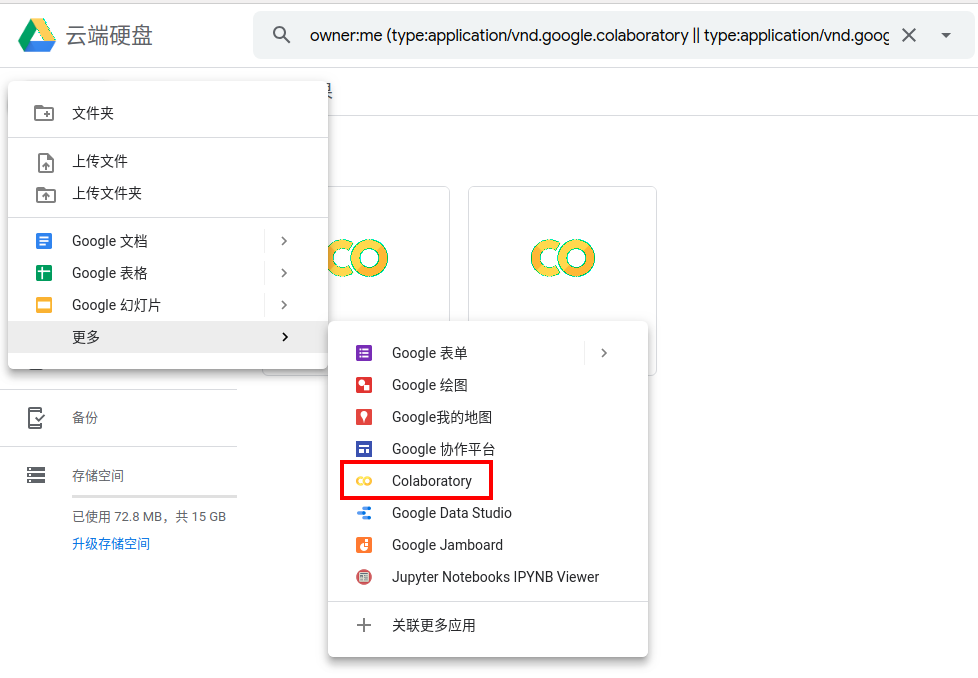 云端硬盘
owner:me (type:application/vnd.google.colaboratory || type:application/vnd.goog
文件夹
上传文件
上传文件夹
Google 文档
Google 表格
Google 幻灯片
更多
Google 表单
Google 绘图
Google我的地图
Google 协作平台
Colaboratory
Google Data Studio
Google Jamboard
Jupyter Notebooks IPYNB Viewer
关联更多应用
备份
存储空间
已使用 72.8 MB，共 15 GB
升级存储空间